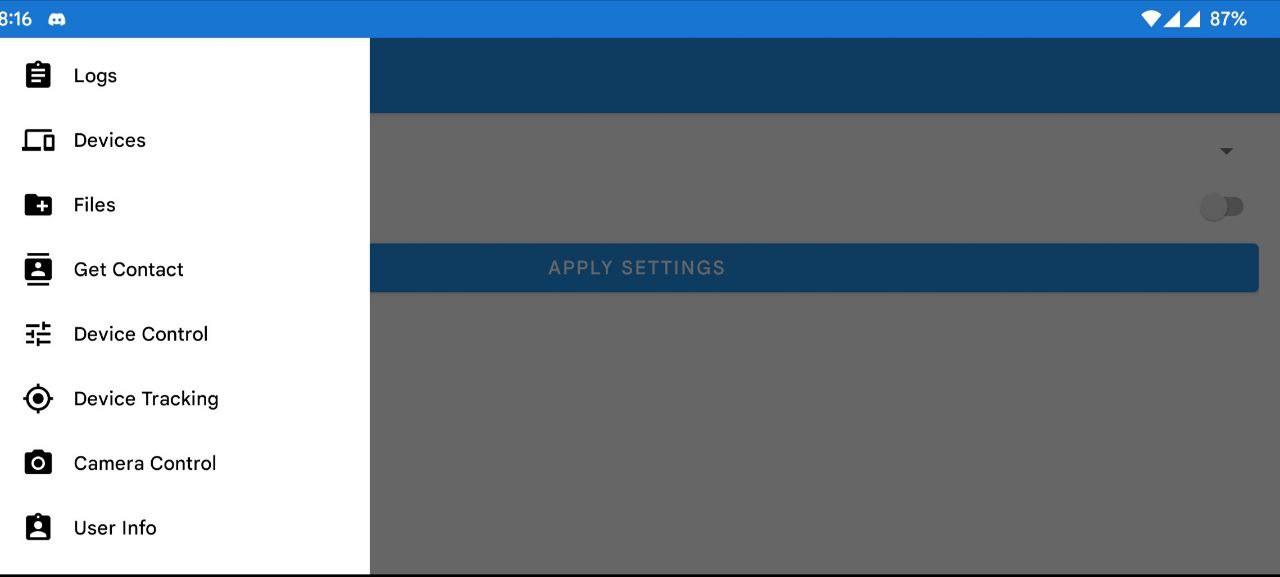 8:16
87%
Logs
Devices
Files
Get Contact
Device Control
Device Tracking
Camera Control
User Info
APPLY SETTINGS